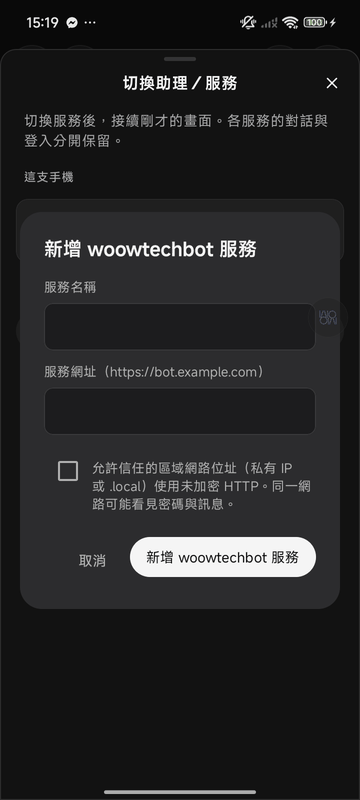 15:19
100
切換助理／服務
切換服務後，接續剛才的畫面。各服務的對話與
登入分開保留。
這支手機
新增 woowtechbot 服務
服務名稱
服務網址（https://bot.example.com）
允許信任的區域網路位址（私有 IP
或 .local）使用未加密 HTTP。同一網
路可能看見密碼與訊息。
取消
新增 woowtechbot 服務